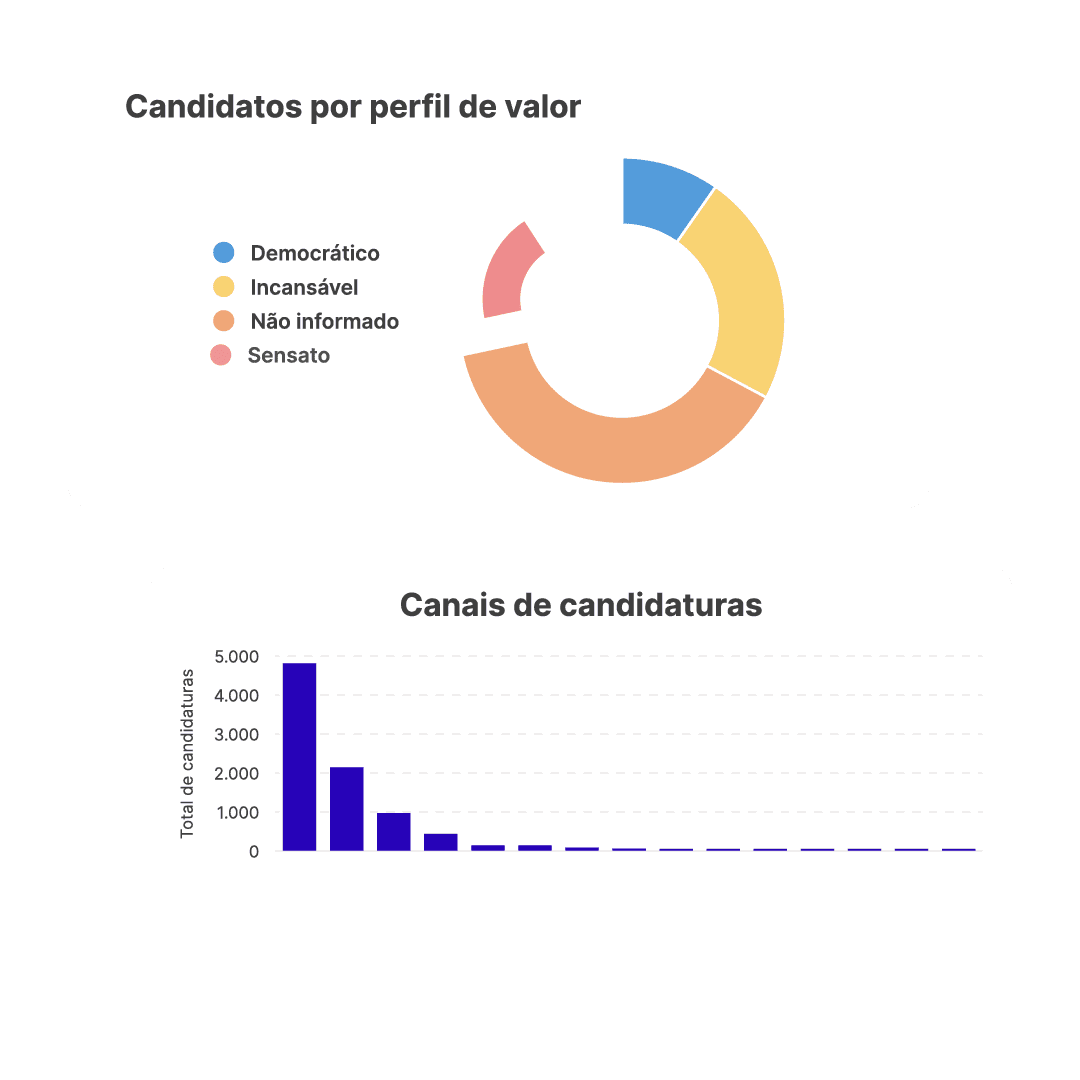 Candidatos por perfil de valor
Democrático
Incansável
Não informado
Sensato
Canais de candidaturas
Total de candidaturas
5.000
4.000
3.000
2.000
1.000
0